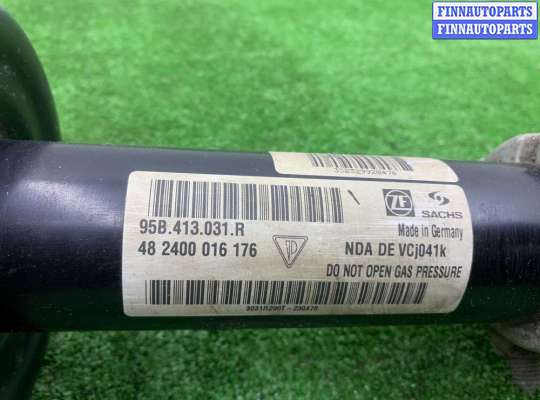 FINNAUTOPARTS
FINNAUTOPARTS
95B.413.031.R
48 2400 016 176
ZF
SACHS
Made in Germany
NDA DE VCj041k
DO NOT OPEN GAS PRESSURE